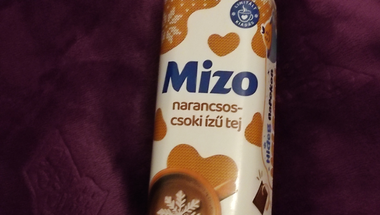 Mizo
narancsos-
csoki ízű tej